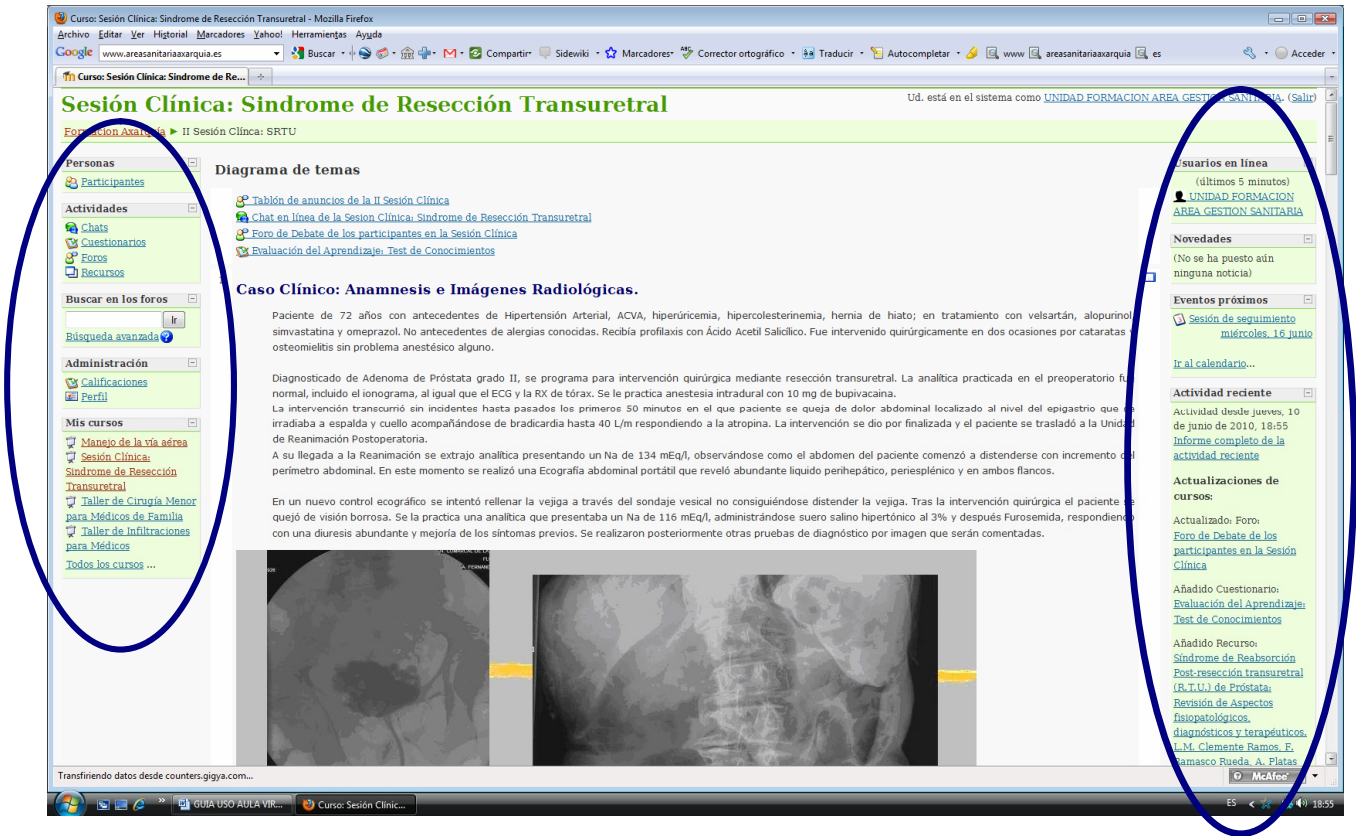 Curso: Sesión Clínica: Sindrome de Resección Transuretral - Mozilla Firefox
Archivo Editar Ver Historial Marcadores Yahoo! Herramientas Ayuda
Google www.areasanitariaaxarquia.es Buscar Compartir Sidewiki Marcadores Corrector ortográfico Traducir Autocompletar www areasanitariaaxarquia es Acceder
Curso: Sesión Clínica: Sindrome de Re...
Sesión Clínica: Sindrome de Resección Transuretral
Ud. está en el sistema como UNIDAD FORMACION AREA GESTION SANITARIA. (Salir)
Formacion Axarquía ► II Sesión Clínca: SRTU
Personas
Participantes
Actividades
Chats
Cuestionarios
Foros
Recursos
Buscar en los foros
Ir
Búsqueda avanzada
Administración
Calificaciones
Perfil
Mis cursos
Manejo de la vía aérea
Sesión Clínica:
Sindrome de Resección
Transuretral
Taller de Cirugía Menor
para Médicos de Familia
Taller de Infiltraciones
para Médicos
Todos los cursos ...
Diagrama de temas
Tablón de anuncios de la II Sesión Clínica
Chat en línea de la Sesion Clínica: Sindrome de Resección Transuretral
Foro de Debate de los participantes en la Sesión Clínica
Evaluación del Aprendizaje: Test de Conocimientos
Caso Clínico: Anamnesis e Imágenes Radiológicas.
Paciente de 72 años con antecedentes de Hipertensión Arterial, ACVA, hiperúricemia, hipercolesterinemia, hernia de hiato; en tratamiento con velsartán, alopurinol,
simvastatina y omeprazol. No antecedentes de alergias conocidas. Recibía profilaxis con Ácido Acetil Salicílico. Fue intervenido quirúrgicamente en dos ocasiones por cataratas y
osteomielitis sin problema anestésico alguno.
Diagnosticado de Adenoma de Próstata grado II, se programa para intervención quirúrgica mediante resección transuretral. La analítica practicada en el preoperatorio fue
normal, incluido el ionograma, al igual que el ECG y la RX de tórax. Se le practica anestesia intradural con 10 mg de bupivacaina.
La intervención transcurrió sin incidentes hasta pasados los primeros 50 minutos en el que paciente se queja de dolor abdominal localizado al nivel del epigastrio que se
irradiaba a espalda y cuello acompañándose de bradicardia hasta 40 L/m respondiendo a la atropina. La intervención se dio por finalizada y el paciente se trasladó a la Unidad
de Reanimación Postoperatoria.
A su llegada a la Reanimación se extrajo analítica presentando un Na de 134 mEq/l, observándose como el abdomen del paciente comenzó a distenderse con incremento del
perímetro abdominal. En este momento se realizó una Ecografía abdominal portátil que reveló abundante liquido perihepático, periesplénico y en ambos flancos.
En un nuevo control ecográfico se intentó rellenar la vejiga a través del sondaje vesical no consiguiéndose distender la vejiga. Tras la intervención quirúrgica el paciente se
quejó de visión borrosa. Se la practica una analítica que presentaba un Na de 116 mEq/l, administrándose suero salino hipertónico al 3% y después Furosemida, respondiendo
con una diuresis abundante y mejoría de los síntomas previos. Se realizaron posteriormente otras pruebas de diagnóstico por imagen que serán comentadas.
Usuarios en línea
(últimos 5 minutos)
UNIDAD FORMACION
AREA GESTION SANITARIA
Novedades
(No se ha puesto aún
ninguna noticia)
Eventos próximos
Sesión de seguimiento
miércoles, 16 junio
Ir al calendario...
Actividad reciente
Actividad desde jueves, 10
de junio de 2010, 18:55
Informe completo de la
actividad reciente
Actualizaciones de
cursos:
Actualizado: Foro:
Foro de Debate de los
participantes en la Sesión
Clínica
Añadido Cuestionario:
Evaluación del Aprendizaje:
Test de Conocimientos
Añadido Recurso:
Síndrome de Reabsorción
Post-resección transuretral
(R.T.U.) de Próstata:
Revisión de Aspectos
fisiopatológicos,
diagnósticos y terapéuticos.
L.M. Clemente Ramos, F.
Ramasco Rueda, A. Platas
Transfiriendo datos desde counters.gigya.com...
McAfee
GUIA USO AULA VIR...
Curso: Sesión Clínic...
ES
18:55